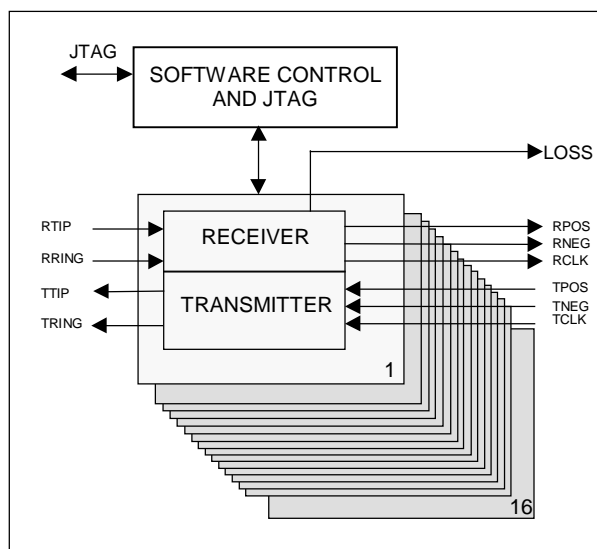 JTAG
SOFTWARE CONTROL
AND JTAG
LOSS
RTIP
RRING
TTIP
TRING
RECEIVER
TRANSMITTER
RPOS
RNEG
RCLK
TPOS
TNEG
TCLK
1
16